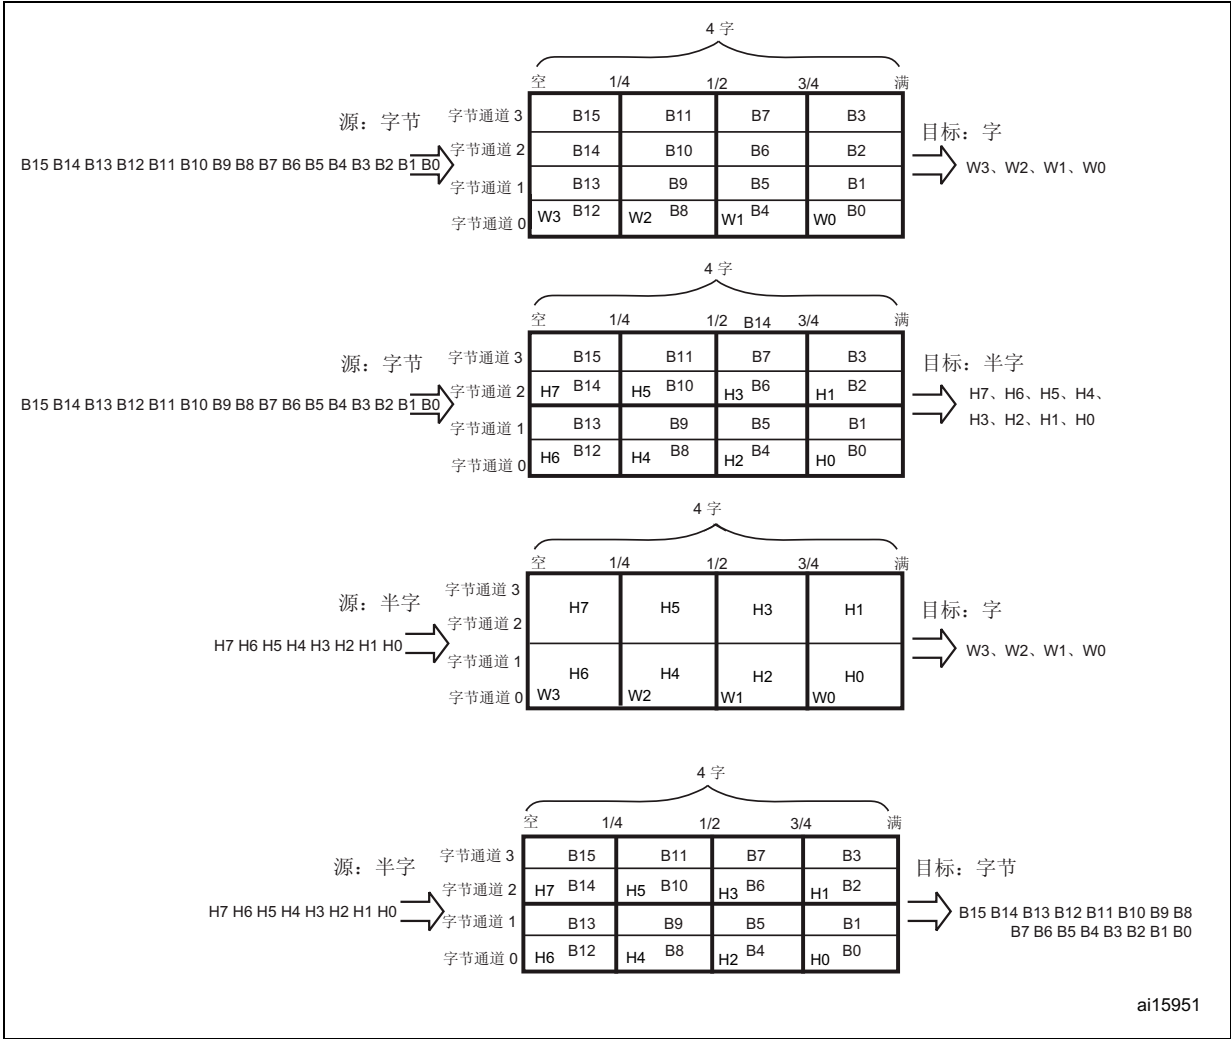 4 字
空 1/4 1/2 3/4 满
源：字节
B15 B14 B13 B12 B11 B10 B9 B8 B7 B6 B5 B4 B3 B2 B1 B0
字节通道 3 B15 B11 B7 B3
字节通道 2 B14 B10 B6 B2
字节通道 1 B13 B9 B5 B1
字节通道 0 W3 B12 W2 B8 W1 B4 W0 B0
目标：字
W3、W2、W1、W0
4 字
空 1/4 1/2 B14 3/4 满
源：字节
B15 B14 B13 B12 B11 B10 B9 B8 B7 B6 B5 B4 B3 B2 B1 B0
字节通道 3 B15 B11 B7 B3
字节通道 2 H7 B14 H5 B10 H3 B6 H1 B2
字节通道 1 B13 B9 B5 B1
字节通道 0 H6 B12 H4 B8 H2 B4 H0 B0
目标：半字
H7、H6、H5、H4、
H3、H2、H1、H0
4 字
空 1/4 1/2 3/4 满
源：半字
H7 H6 H5 H4 H3 H2 H1 H0
字节通道 3
H7 H5 H3 H1
字节通道 2
字节通道 1
H6 H4 H2 H0
字节通道 0 W3 W2 W1 W0
目标：字
W3、W2、W1、W0
4 字
空 1/4 1/2 3/4 满
源：半字
H7 H6 H5 H4 H3 H2 H1 H0
字节通道 3 B15 B11 B7 B3
字节通道 2 H7 B14 H5 B10 H3 B6 H1 B2
字节通道 1 B13 B9 B5 B1
字节通道 0 H6 B12 H4 B8 H2 B4 H0 B0
目标：字节
B15 B14 B13 B12 B11 B10 B9 B8
B7 B6 B5 B4 B3 B2 B1 B0
ai15951